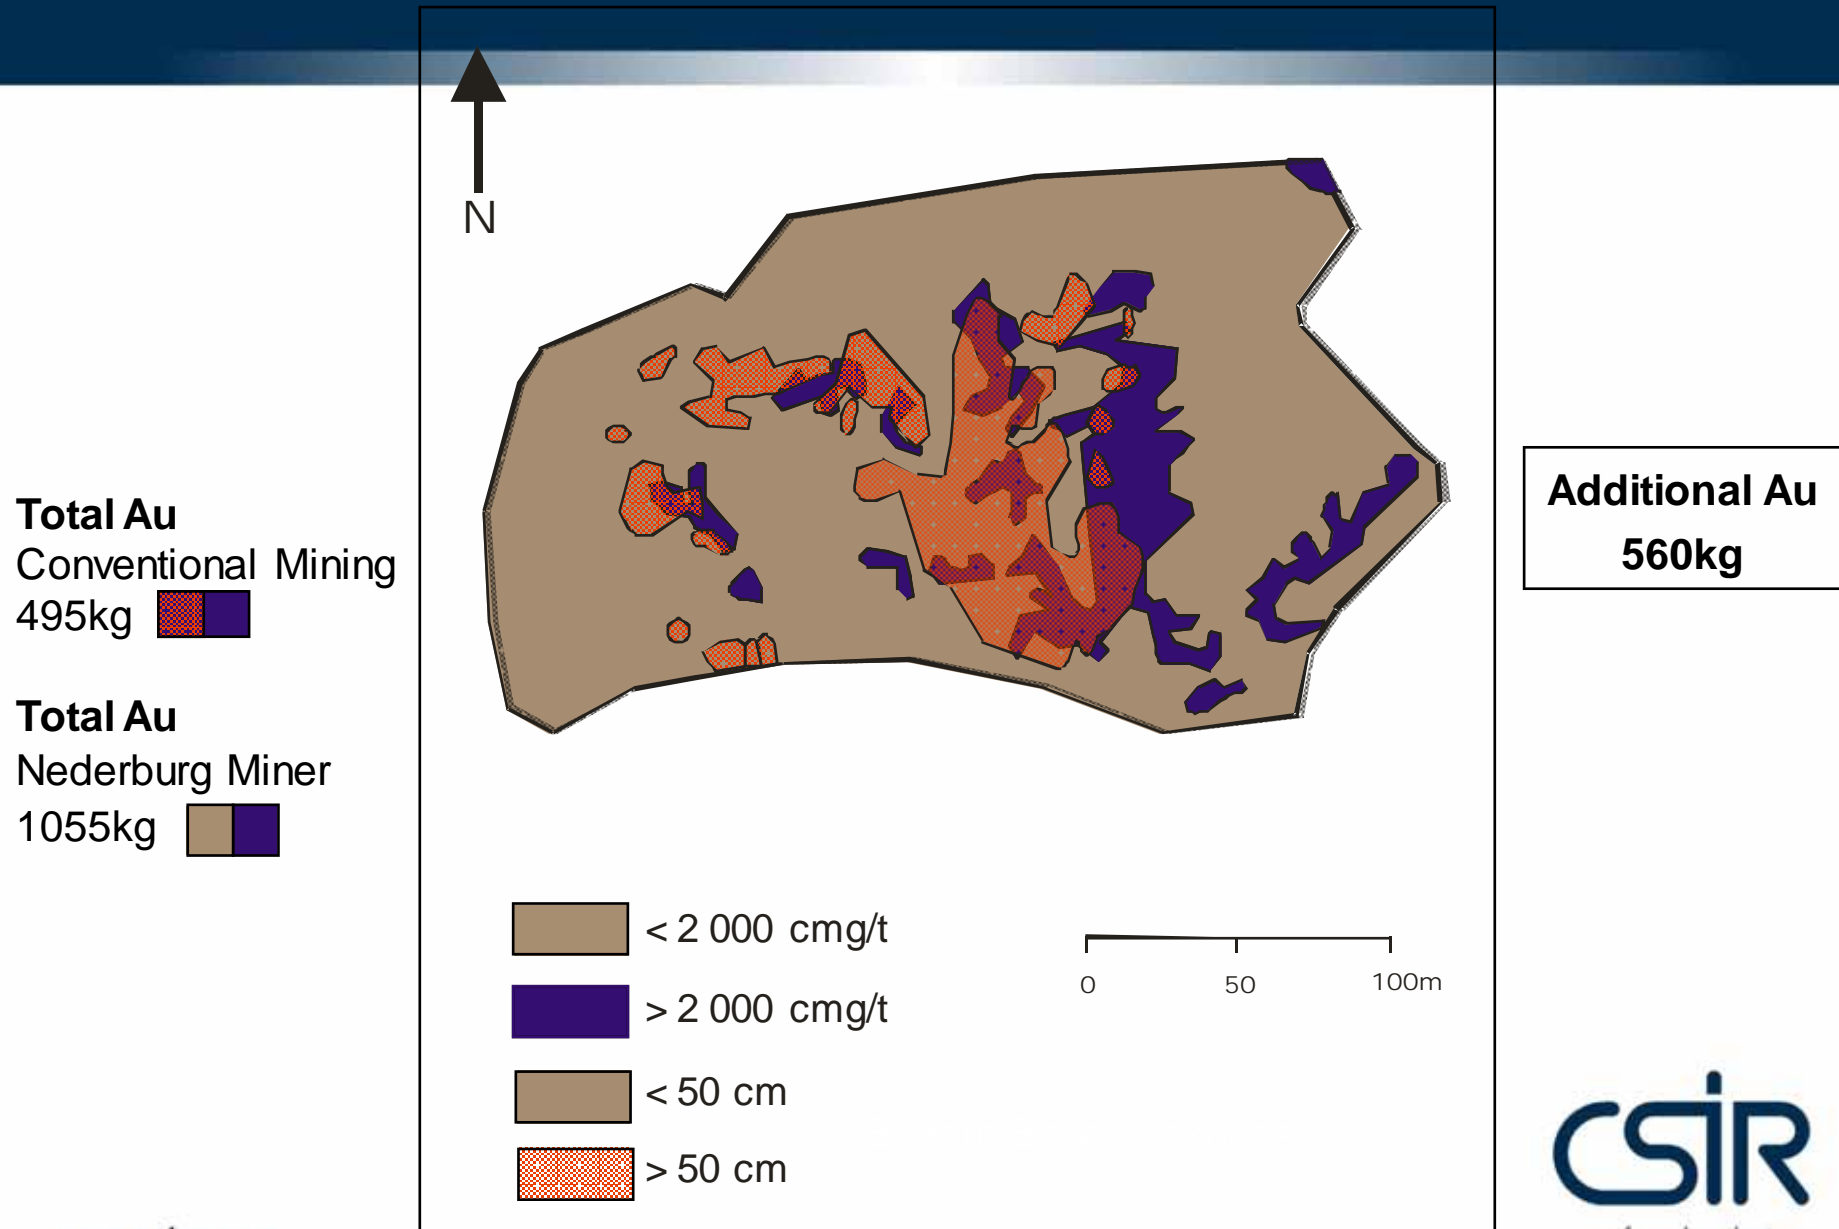 N
Total Au
Conventional Mining
495kg
Total Au
Nederburg Miner
1055kg
Additional Au
560kg
< 2 000 cmg/t
> 2 000 cmg/t
< 50 cm
> 50 cm
0 50 100m
CSIR